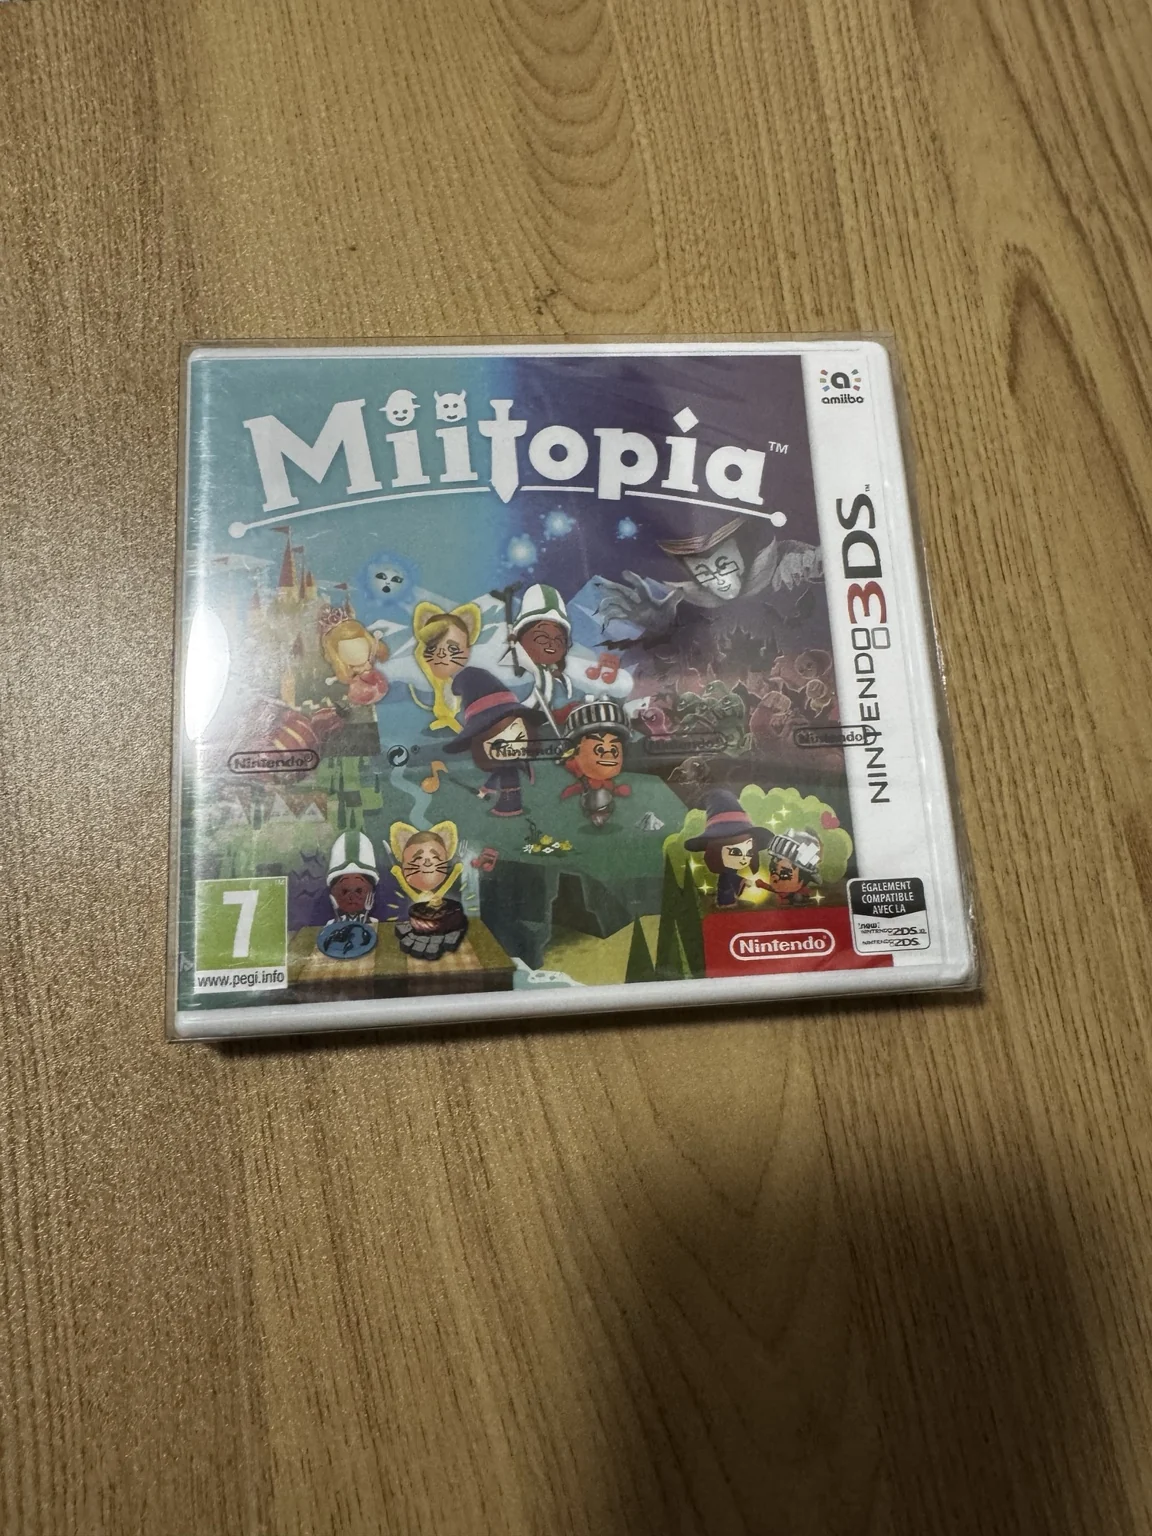 Miitopia™
amiibo
NINTENDO 3DS™
Nintendo®
Nintendo
Nintendo®
Nintendo
7
www.pegi.info
Nintendo®
ÉGALEMENT
COMPATIBLE
AVEC LA
new
NINTENDO 2DS XL
NINTENDO 2DS